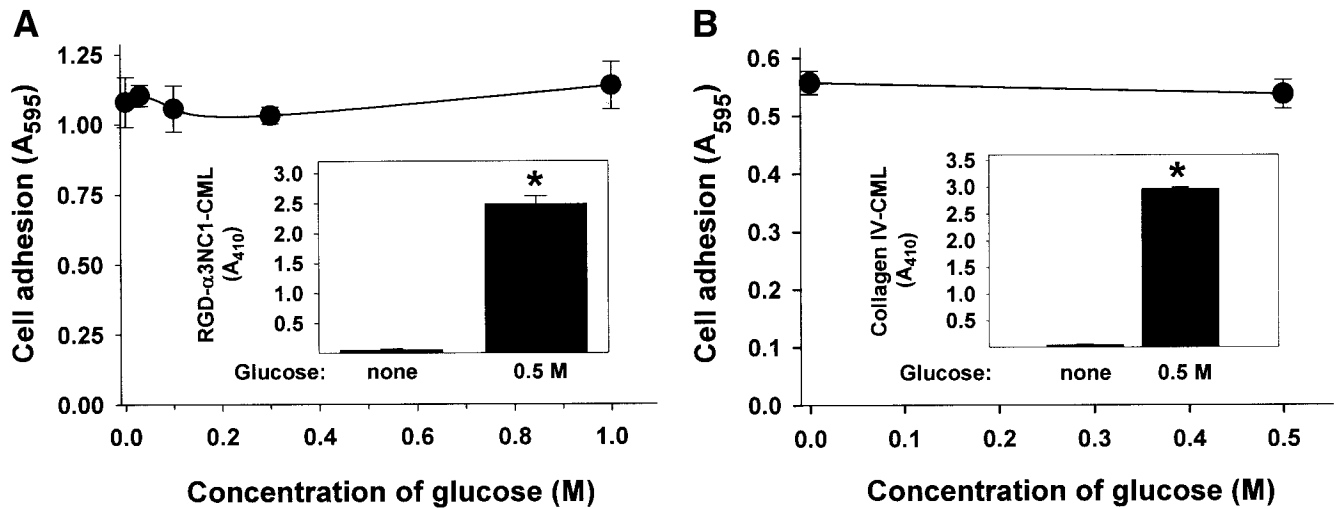 A
Cell adhesion (A595)
1.25
1.00
0.75
0.50
0.25
0.00
0.0 0.2 0.4 0.6 0.8 1.0
Concentration of glucose (M)
RGD-α3NC1-CML
(A410)
3.0
2.5
2.0
1.5
1.0
0.5
*
Glucose: none 0.5 M
B
Cell adhesion (A595)
0.6
0.5
0.4
0.3
0.2
0.1
0.0
0.0 0.1 0.2 0.3 0.4 0.5
Concentration of glucose (M)
Collagen IV-CML
(A410)
3.5
3.0
2.5
2.0
1.5
1.0
0.5
*
Glucose: none 0.5 M